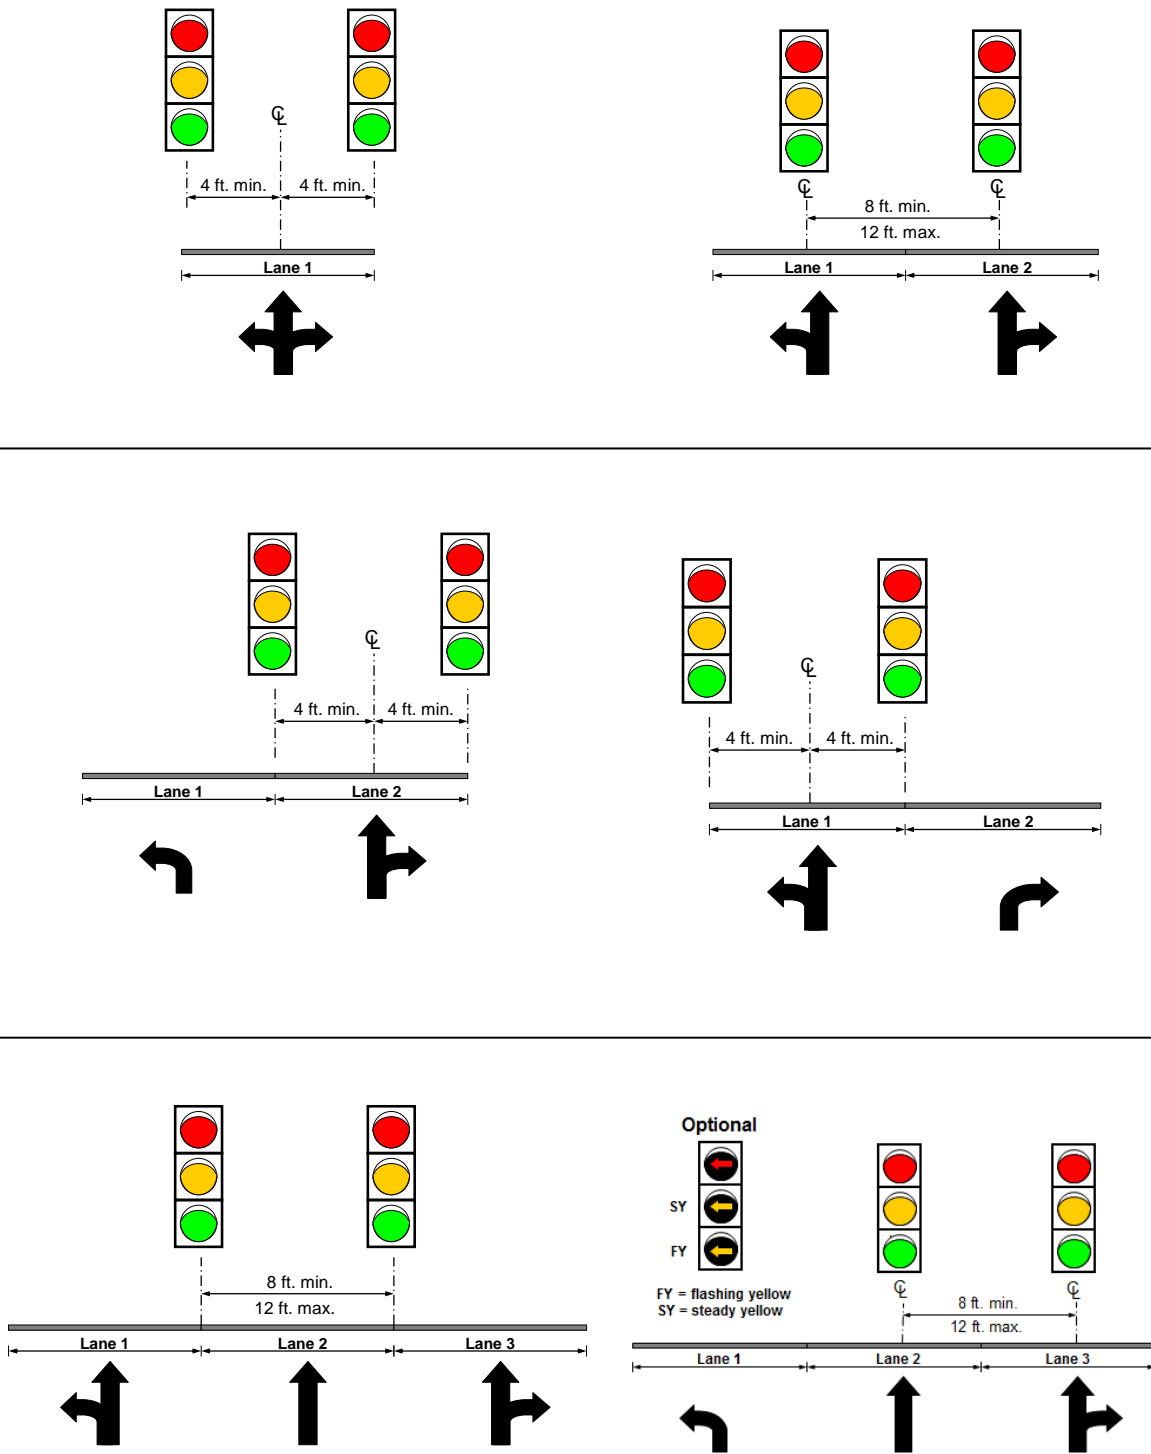 ℄
4 ft. min.
4 ft. min.
Lane 1
℄
℄
8 ft. min.
12 ft. max.
Lane 1
Lane 2
℄
4 ft. min.
4 ft. min.
Lane 1
Lane 2
℄
4 ft. min.
4 ft. min.
Lane 1
Lane 2
8 ft. min.
12 ft. max.
Lane 1
Lane 2
Lane 3
Optional
SY
FY
FY = flashing yellow
SY = steady yellow
℄
℄
8 ft. min.
12 ft. max.
Lane 1
Lane 2
Lane 3